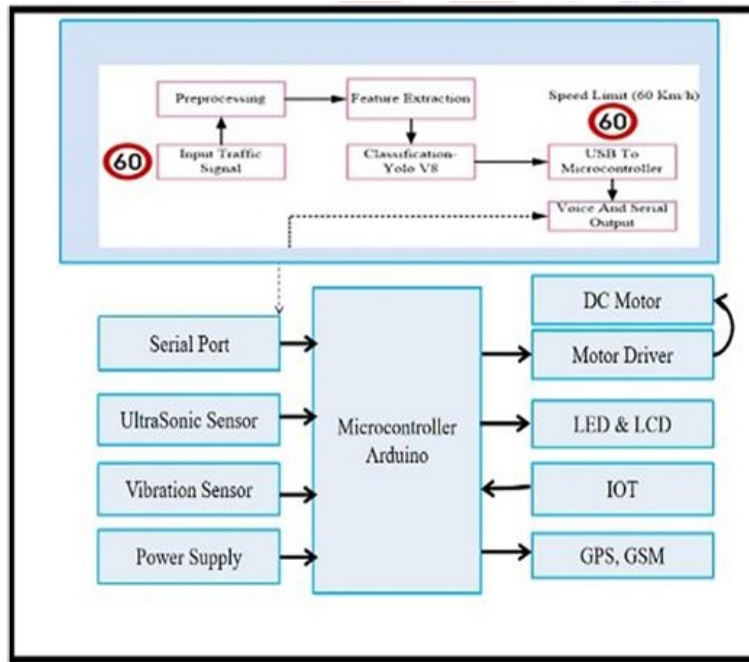 Preprocessing
Feature Extraction
Speed Limit (60 Km/h)
60
60
Input Traffic
Signal
Classification-
Yolo V8
USB To
Microcontroller
Voice And Serial
Output
Serial Port
UltraSonic Sensor
Vibration Sensor
Power Supply
Microcontroller
Arduino
DC Motor
Motor Driver
LED & LCD
IOT
GPS, GSM